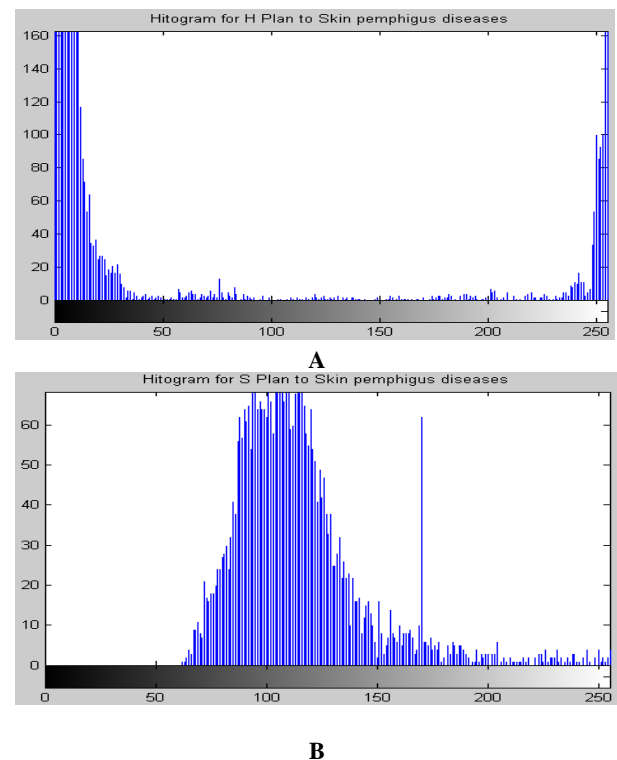 Hitogram for H Plan to Skin pemphigus diseases
160
140
120
100
80
60
40
20
0
0 50 100 150 200 250
A
Hitogram for S Plan to Skin pemphigus diseases
60
50
40
30
20
10
0
0 50 100 150 200 250
B